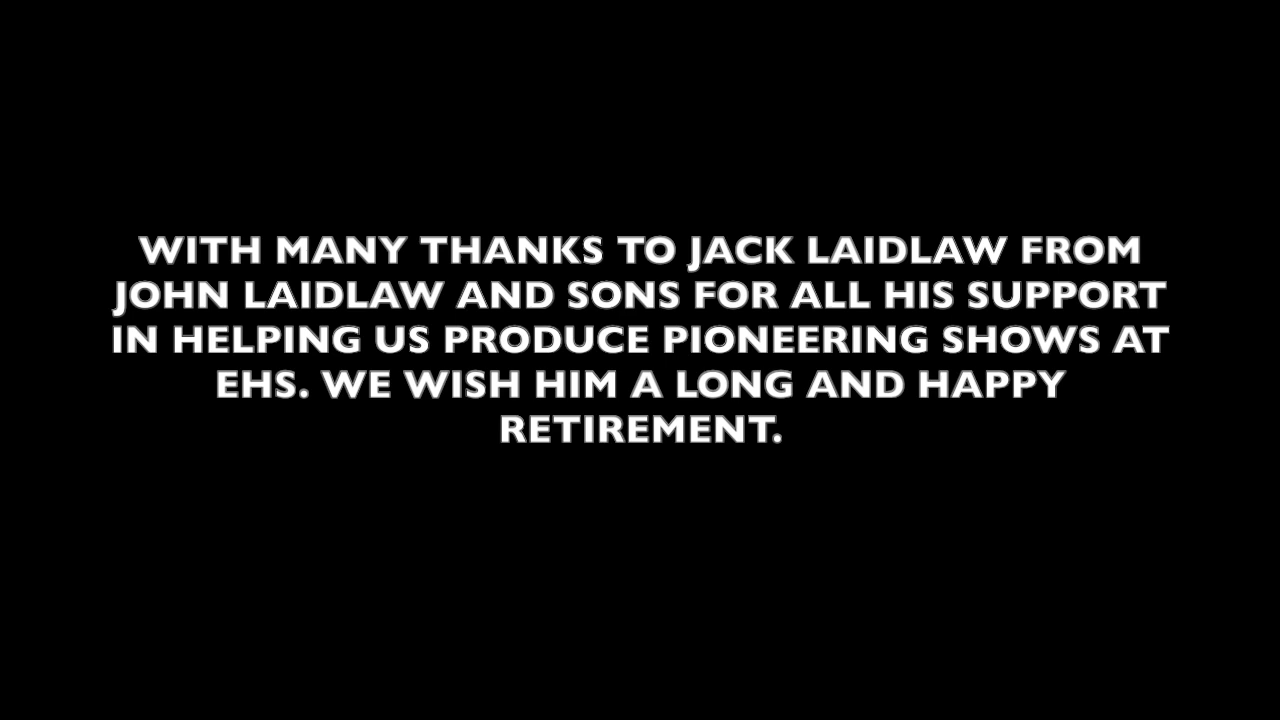 WITH MANY THANKS TO JACK LAIDLAW FROM
JOHN LAIDLAW AND SONS FOR ALL HIS SUPPORT
IN HELPING US PRODUCE PIONEERING SHOWS AT
EHS. WE WISH HIM A LONG AND HAPPY
RETIREMENT.